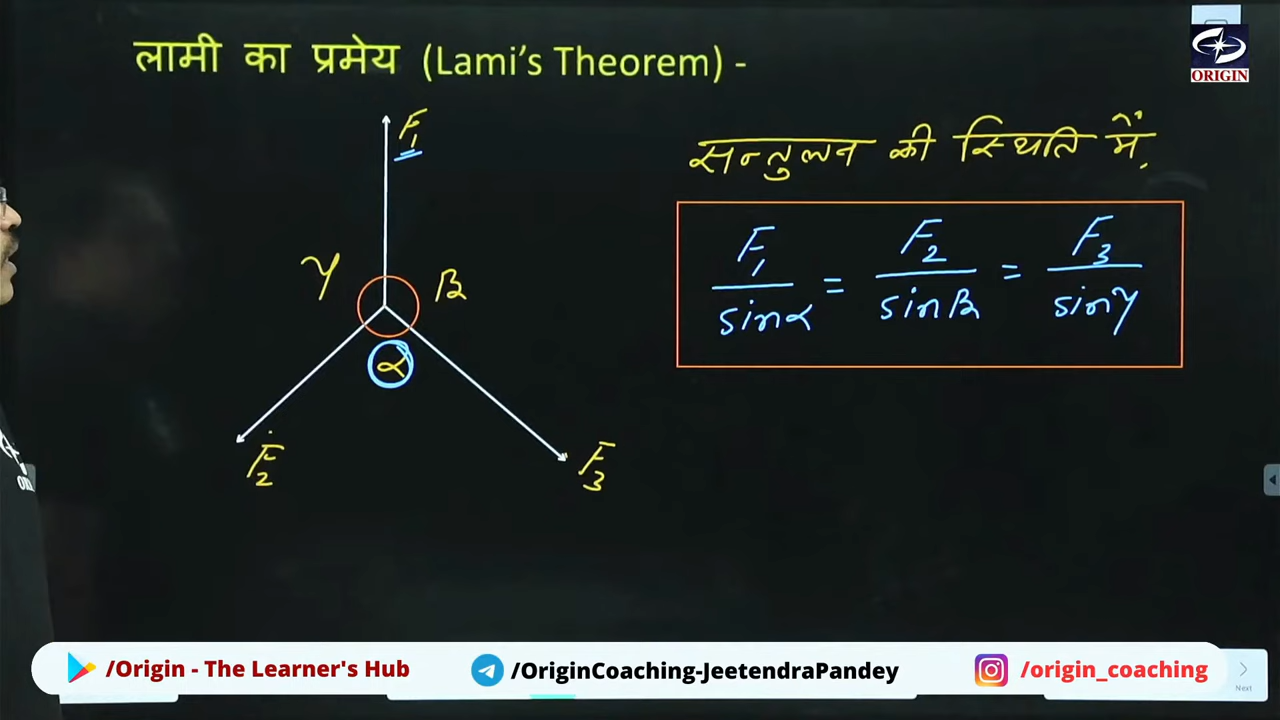 लामी का प्रमेय (Lami's Theorem) -
ORIGIN
F₁
सन्तुलन की स्थिति में,
F₁/sinα = F₂/sinβ = F₃/sinγ
γ
β
α
F₂
F₃
/Origin - The Learner's Hub
/OriginCoaching-JeetendraPandey
/origin_coaching
Next